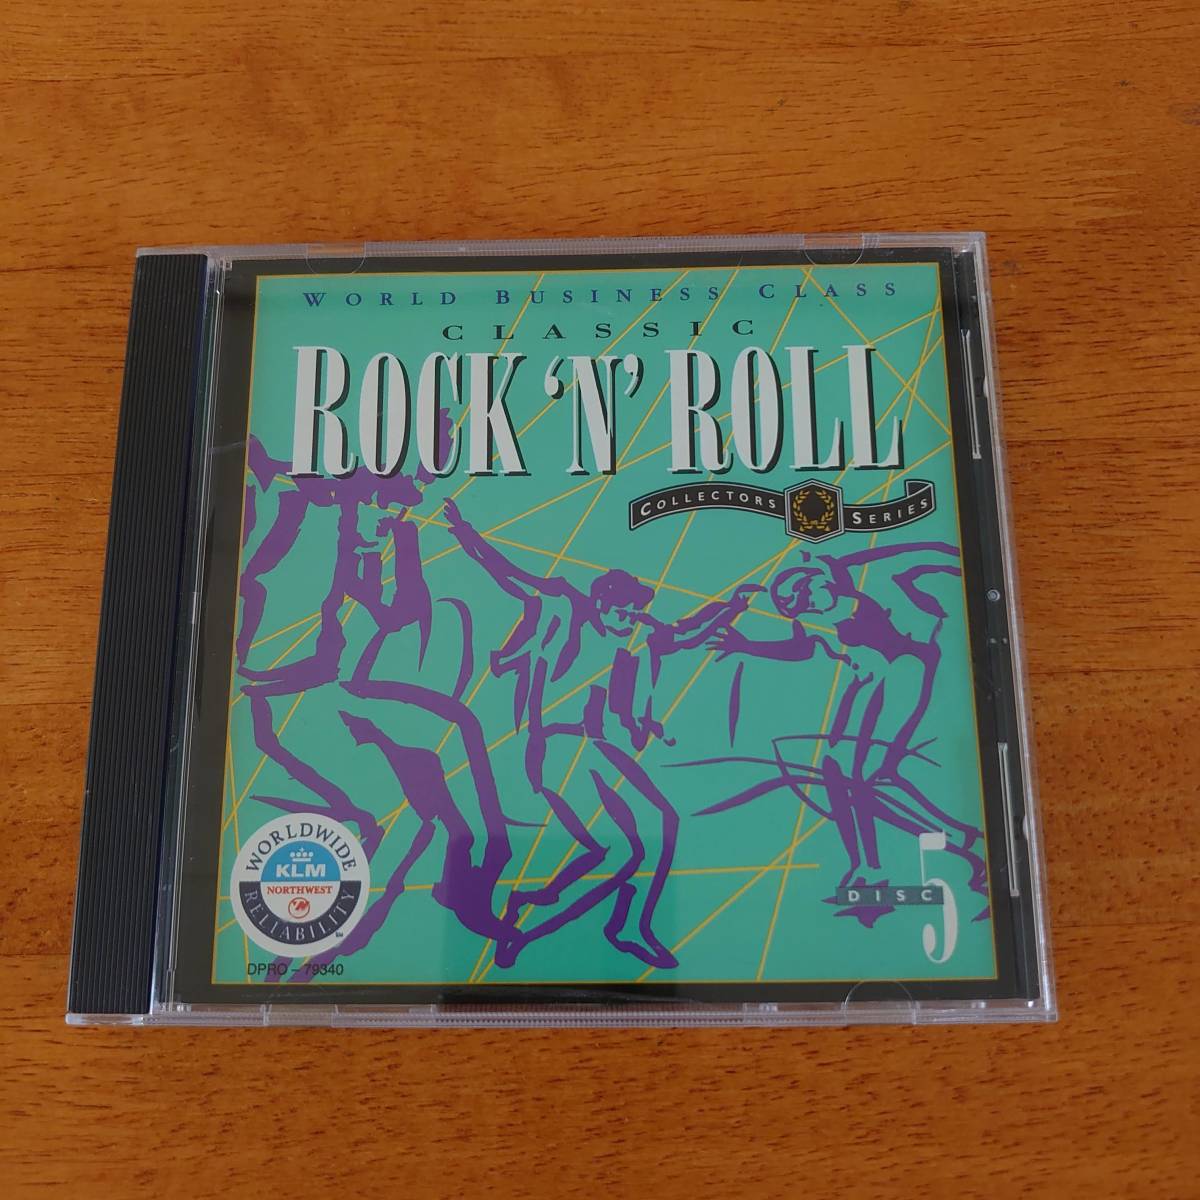 WORLD BUSINESS CLASS
CLASSIC
ROCK 'N' ROLL
COLLECTORS SERIES
WORLDWIDE
KLM
NORTHWEST
RELIABILITY
DPRO – 79340
DISC 5